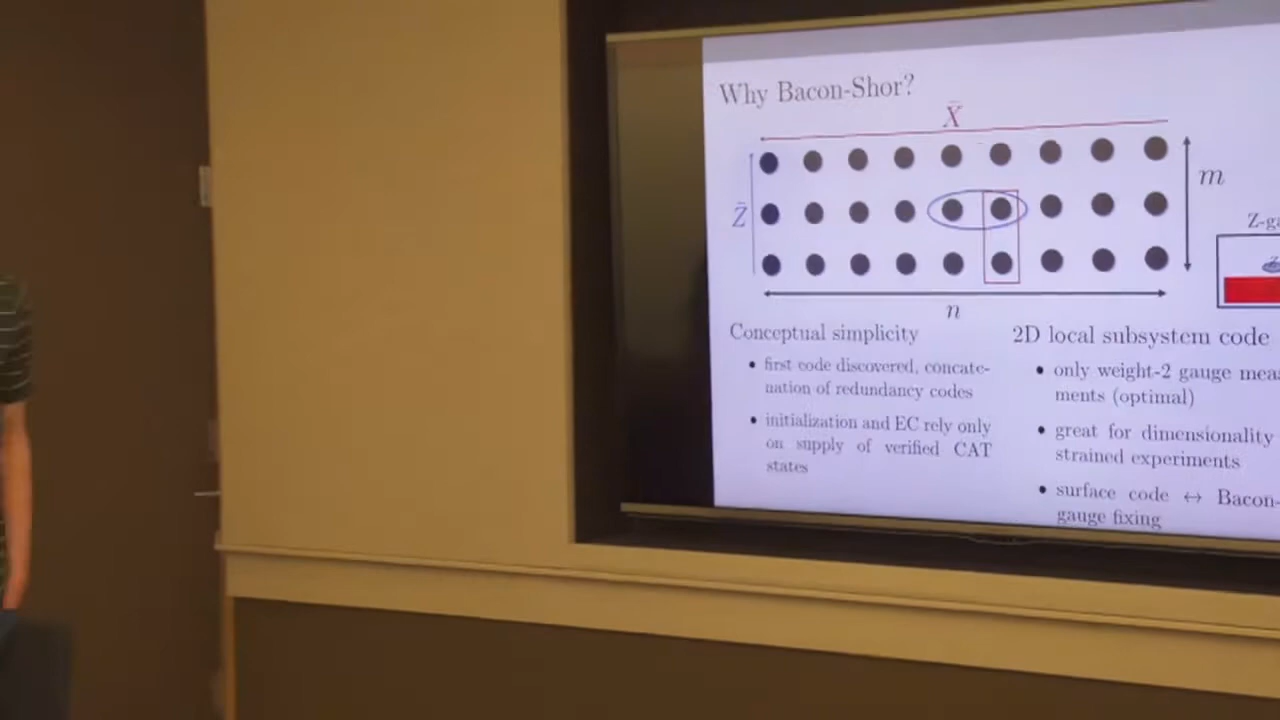 Why Bacon-Shor?
X̄
m
Z̄
n
Conceptual simplicity
• first code discovered, concate-
nation of redundancy codes
• initialization and EC rely only
on supply of verified CAT
states
2D local subsystem code
• only weight-2 gauge meas
ments (optimal)
• great for dimensionality
strained experiments
• surface code ↔ Bacon-
gauge fixing
Z-ga